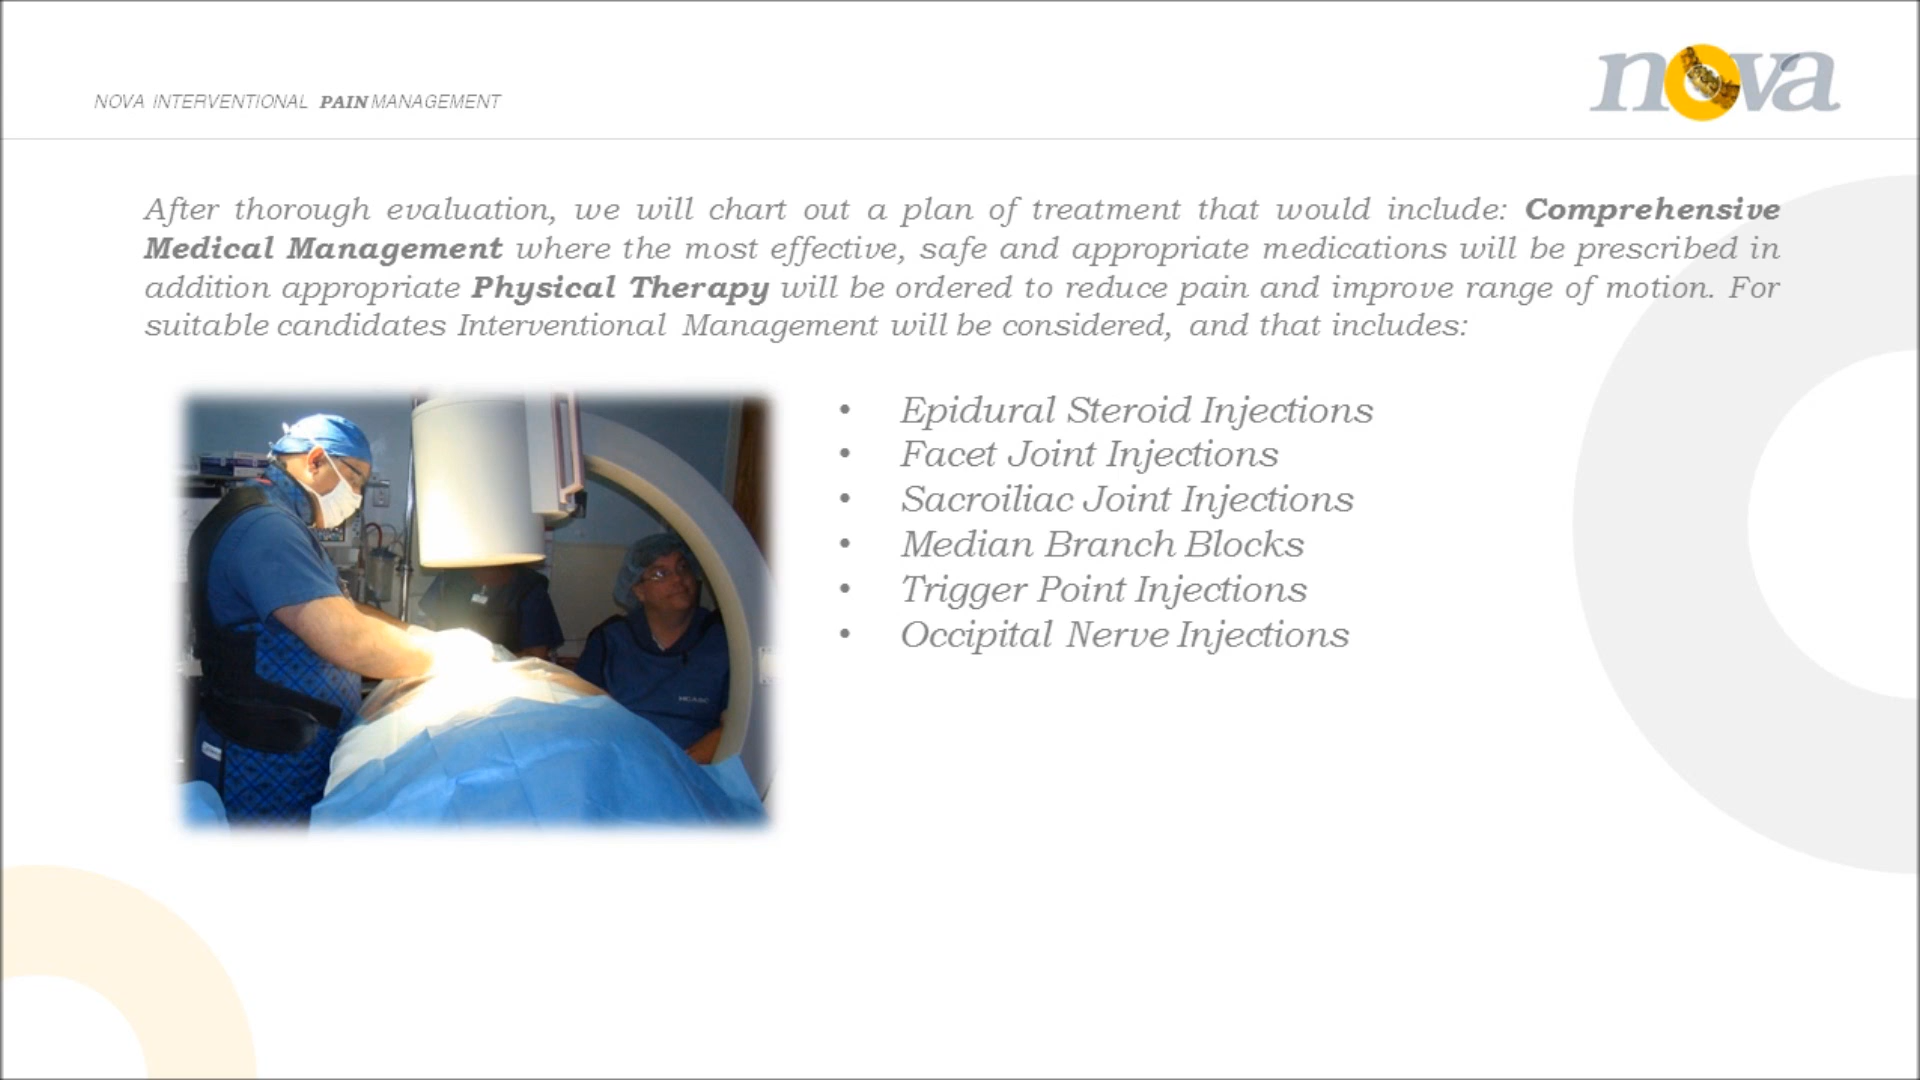 NOVA INTERVENTIONAL PAIN MANAGEMENT
nova
After thorough evaluation, we will chart out a plan of treatment that would include: Comprehensive
Medical Management where the most effective, safe and appropriate medications will be prescribed in
addition appropriate Physical Therapy will be ordered to reduce pain and improve range of motion. For
suitable candidates Interventional Management will be considered, and that includes:
• Epidural Steroid Injections
• Facet Joint Injections
• Sacroiliac Joint Injections
• Median Branch Blocks
• Trigger Point Injections
• Occipital Nerve Injections